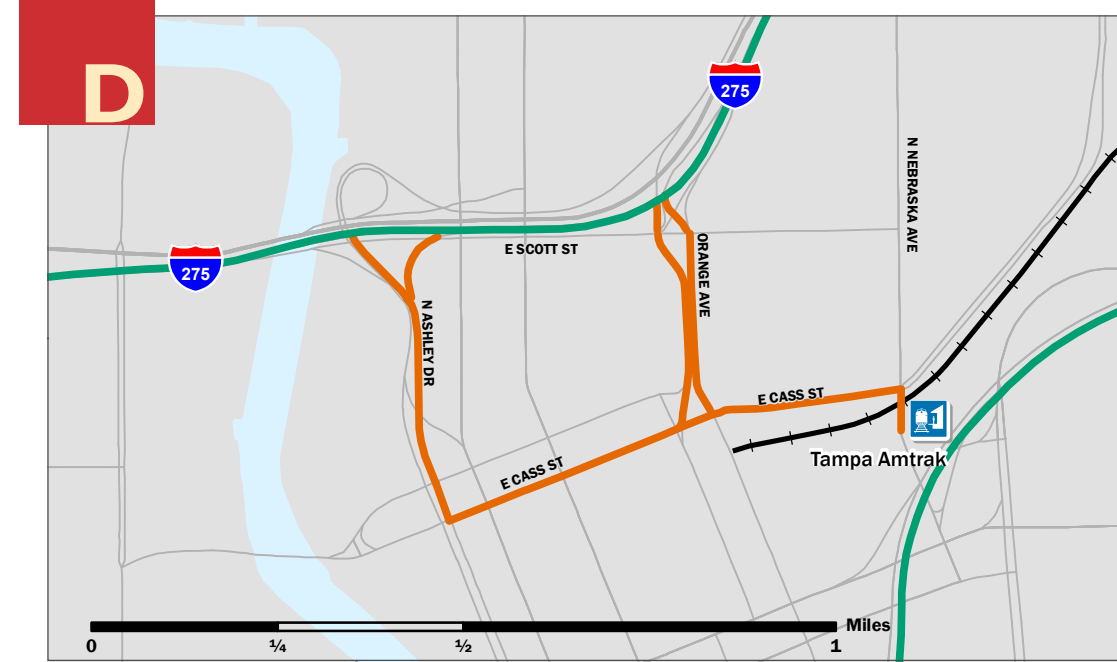 D
275
N NEBRASKA AVE
275
E SCOTT ST
ORANGE AVE
N ASHLEY DR
E CASS ST
E CASS ST
Tampa Amtrak
Miles
0 ¼ ½ 1